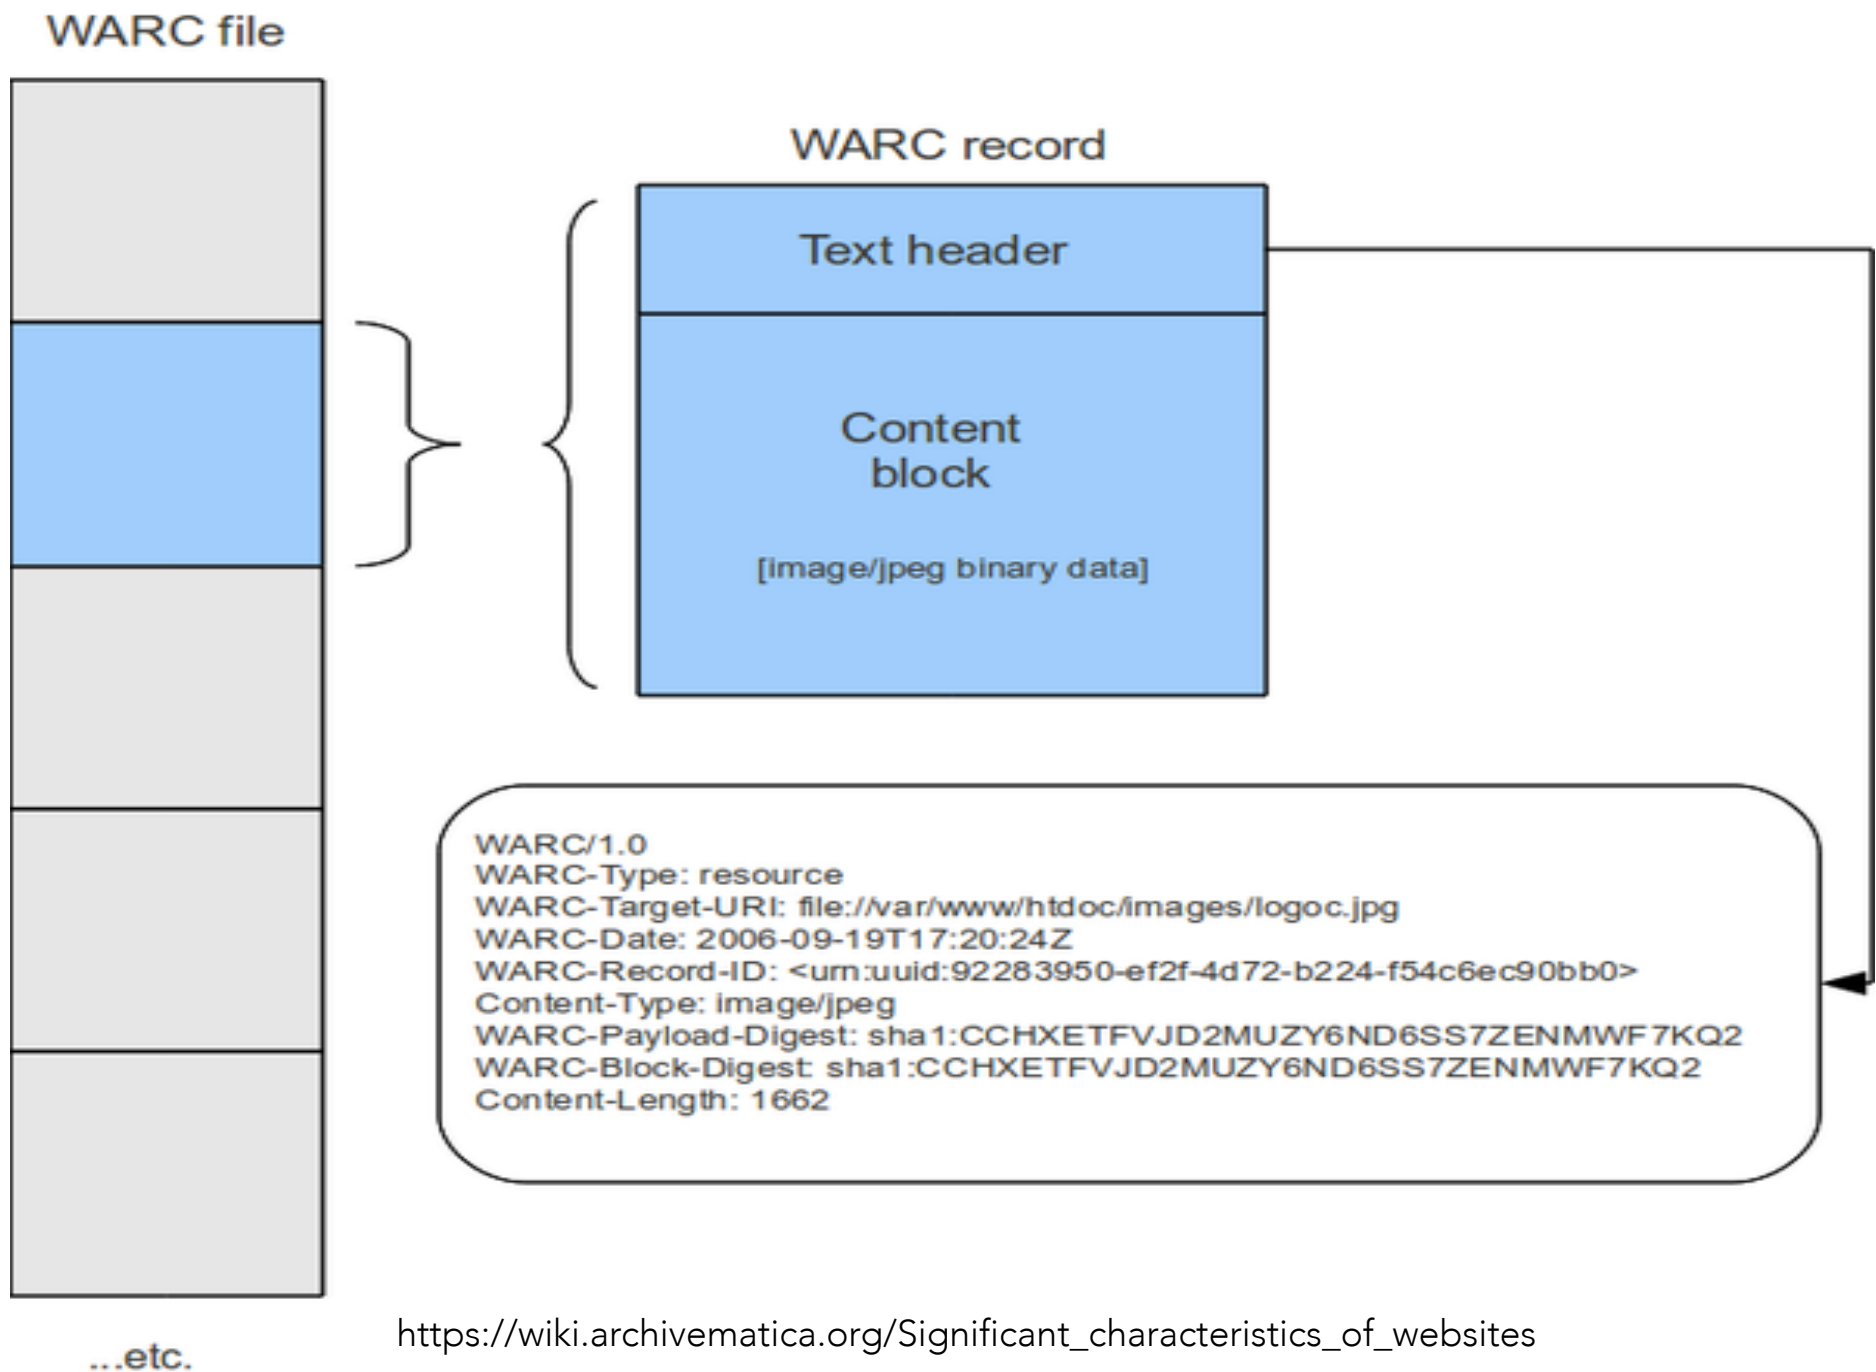 WARC file
WARC record
Text header
Content
block
[image/jpeg binary data]
WARC/1.0
WARC-Type: resource
WARC-Target-URI: file://var/www/htdoc/images/logoc.jpg
WARC-Date: 2006-09-19T17:20:24Z
WARC-Record-ID: <urn:uuid:92283950-ef2f-4d72-b224-f54c6ec90bb0>
Content-Type: image/jpeg
WARC-Payload-Digest: sha1:CCHXETFVJD2MUZY6ND6SS7ZENMWF7KQ2
WARC-Block-Digest: sha1:CCHXETFVJD2MUZY6ND6SS7ZENMWF7KQ2
Content-Length: 1662
https://wiki.archivematica.org/Significant_characteristics_of_websites
...etc.